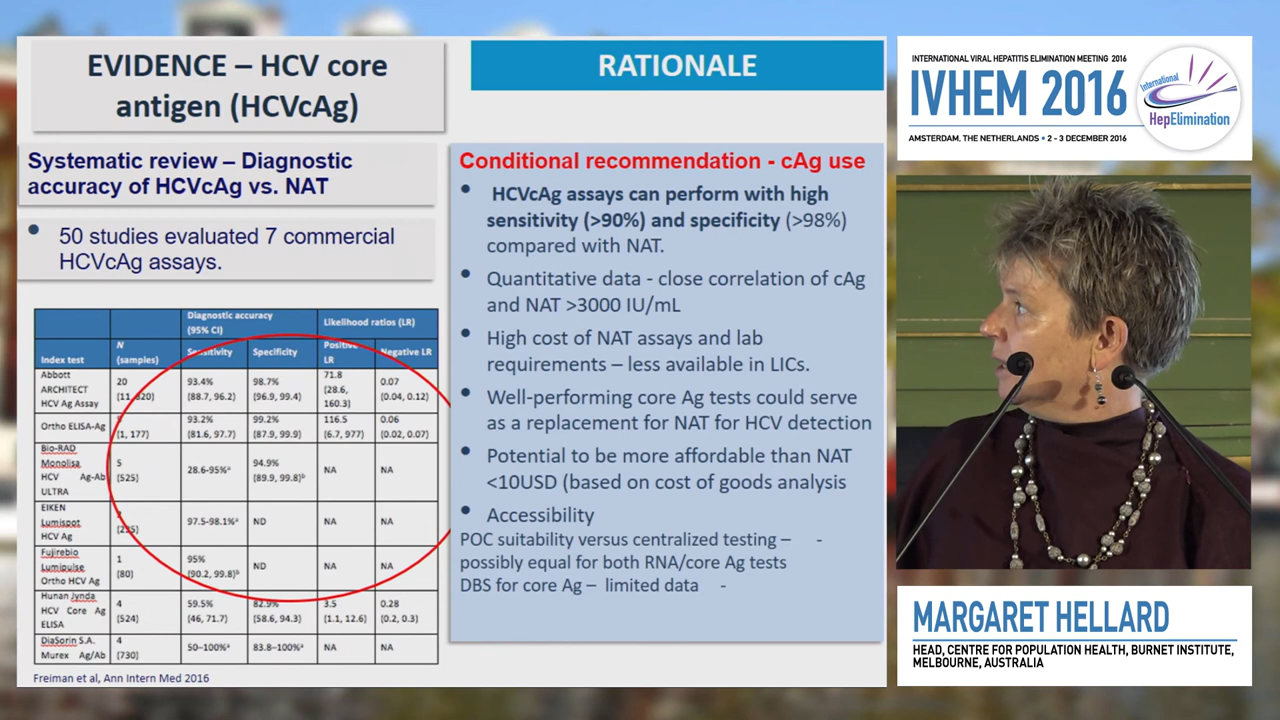 EVIDENCE – HCV core
antigen (HCVcAg)
Systematic review – Diagnostic
accuracy of HCVcAg vs. NAT
• 50 studies evaluated 7 commercial
HCVcAg assays.
Diagnostic accuracy
(95% CI)
Likelihood ratios (LR)
Index test
N
(samples)
Sensitivity
Specificity
Positive
LR
Negative LR
Abbott
ARCHITECT
HCV Ag Assay
20
93.4%
(88.7, 96.2)
98.7%
(96.9, 99.4)
71.8
(28.6,
160.3)
0.07
(0.04, 0.12)
Ortho ELISA-Ag
(1, 177)
93.2%
(81.6, 97.7)
99.2%
(87.9, 99.9)
116.5
(6.7, 977)
0.06
(0.02, 0.07)
Bio-RAD
Monolisa
HCV Ag-Ab
ULTRA
5
(525)
28.6-95%ᵃ
94.9%
(89.9, 99.8)ᵇ
NA
NA
EIKEN
Lumispot
HCV Ag
97.5-98.1%ᵃ
ND
NA
NA
Fujirebio
Lumipulse
Ortho HCV Ag
1
(80)
95%
(90.2, 99.8)ᵇ
ND
NA
NA
Hunan Jynda
HCV Core Ag
ELISA
4
(524)
59.5%
(46, 71.7)
82.9%
(58.6, 94.3)
3.5
(1.1, 12.6)
0.28
(0.2, 0.3)
DiaSorin S.A.
Murex Ag/Ab
4
(730)
50–100%ᵃ
83.8–100%ᵃ
NA
NA
Freiman et al, Ann Intern Med 2016
RATIONALE
Conditional recommendation - cAg use
• HCVcAg assays can perform with high
sensitivity (>90%) and specificity (>98%)
compared with NAT.
• Quantitative data - close correlation of cAg
and NAT >3000 IU/mL
• High cost of NAT assays and lab
requirements – less available in LICs.
• Well-performing core Ag tests could serve
as a replacement for NAT for HCV detection
• Potential to be more affordable than NAT
<10USD (based on cost of goods analysis
• Accessibility
POC suitability versus centralized testing – -
possibly equal for both RNA/core Ag tests
DBS for core Ag – limited data -
INTERNATIONAL VIRAL HEPATITIS ELIMINATION MEETING 2016
IVHEM 2016
AMSTERDAM, THE NETHERLANDS • 2 - 3 DECEMBER 2016
International
HepElimination
MARGARET HELLARD
HEAD, CENTRE FOR POPULATION HEALTH, BURNET INSTITUTE,
MELBOURNE, AUSTRALIA